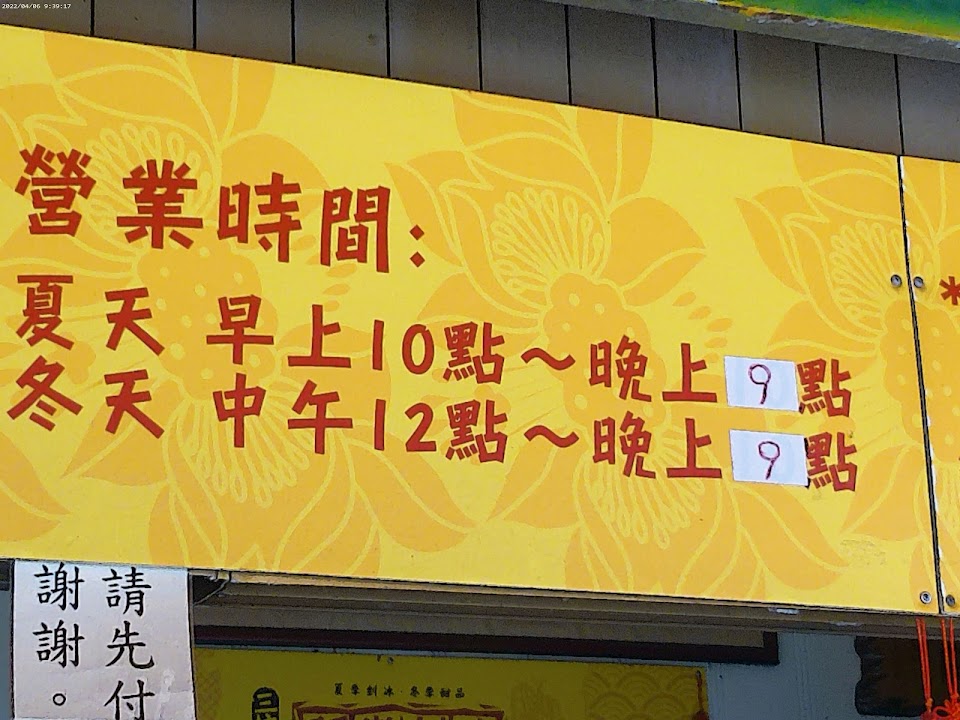 2022/04/06 9:39:17
營業時間:
夏天 早上10點～晚上9點
冬天 中午12點～晚上9點
*
請先付
謝謝。
夏季剉冰·冬季甜品